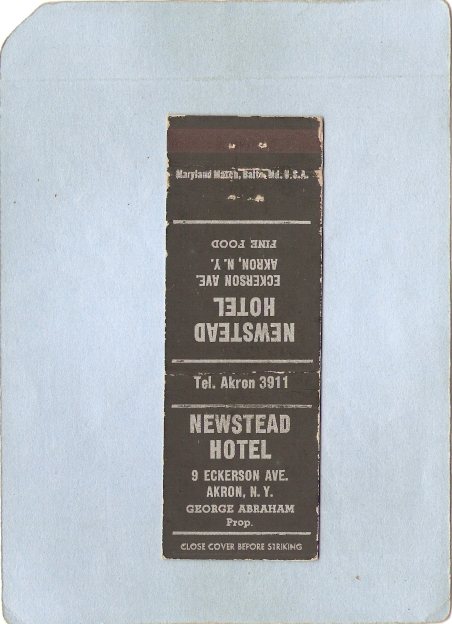 Maryland Match, Balto. Md. U.S.A.
NEWSTEAD
HOTEL
ECKERSON AVE.
AKRON, N. Y.
FINE FOOD
Tel. Akron 3911
NEWSTEAD
HOTEL
9 ECKERSON AVE.
AKRON, N. Y.
GEORGE ABRAHAM
Prop.
CLOSE COVER BEFORE STRIKING